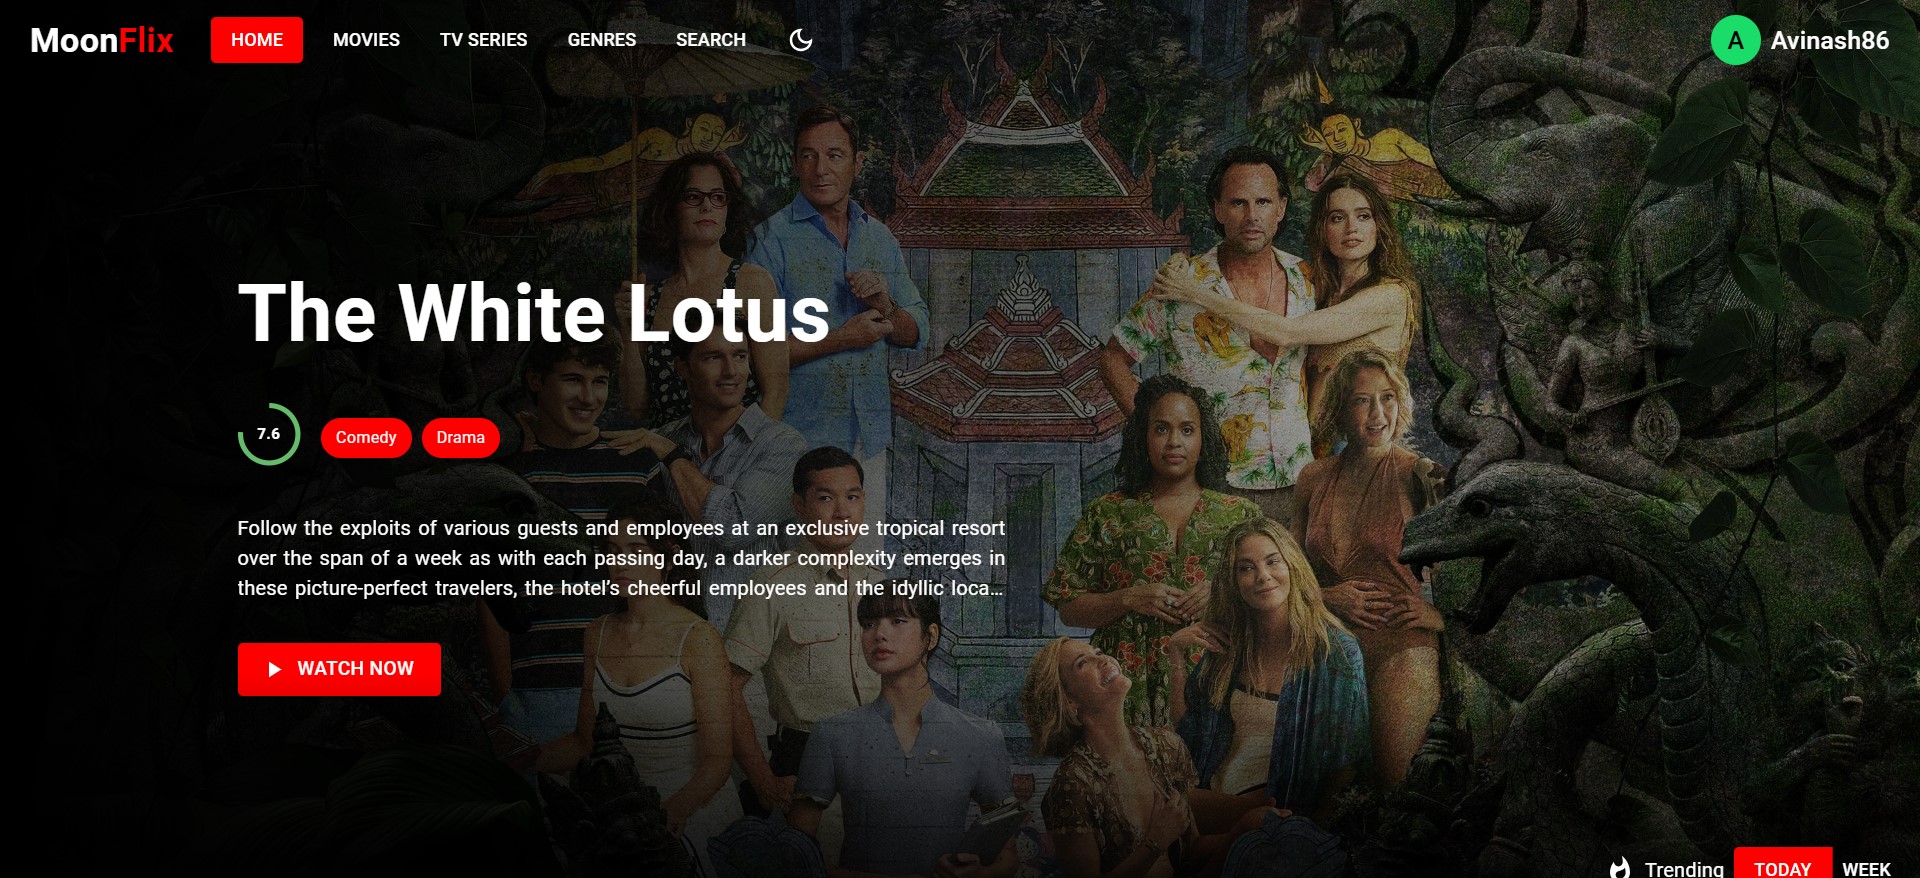 MoonFlix HOME MOVIES TV SERIES GENRES SEARCH A Avinash86
The White Lotus
7.6 Comedy Drama
Follow the exploits of various guests and employees at an exclusive tropical resort
over the span of a week as with each passing day, a darker complexity emerges in
these picture-perfect travelers, the hotel’s cheerful employees and the idyllic loca...
WATCH NOW
Trending TODAY WEEK